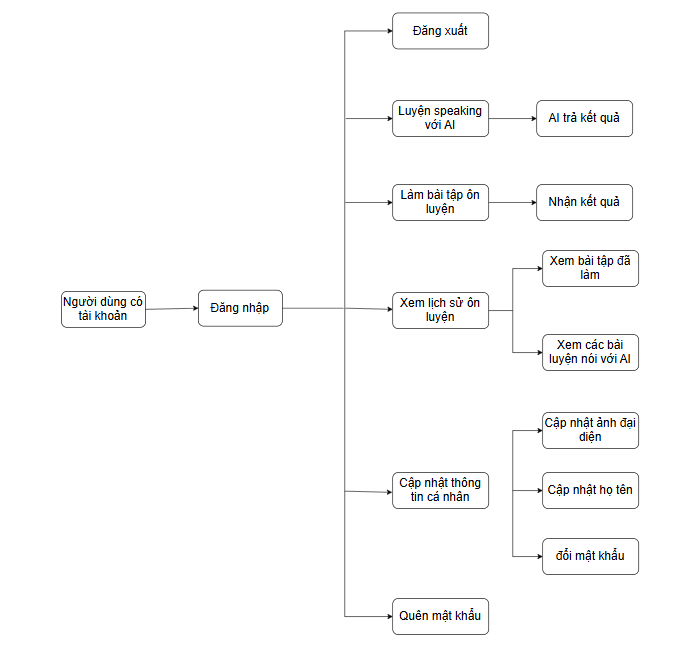 Đăng xuất
Luyện speaking
với AI
AI trả kết quả
Làm bài tập ôn
luyện
Nhận kết quả
Người dùng có
tài khoản
Đăng nhập
Xem lịch sử ôn
luyện
Xem bài tập đã
làm
Xem các bài
luyện nói với AI
Cập nhật thông
tin cá nhân
Cập nhật ảnh đại
diện
Cập nhật họ tên
đổi mật khẩu
Quên mật khẩu